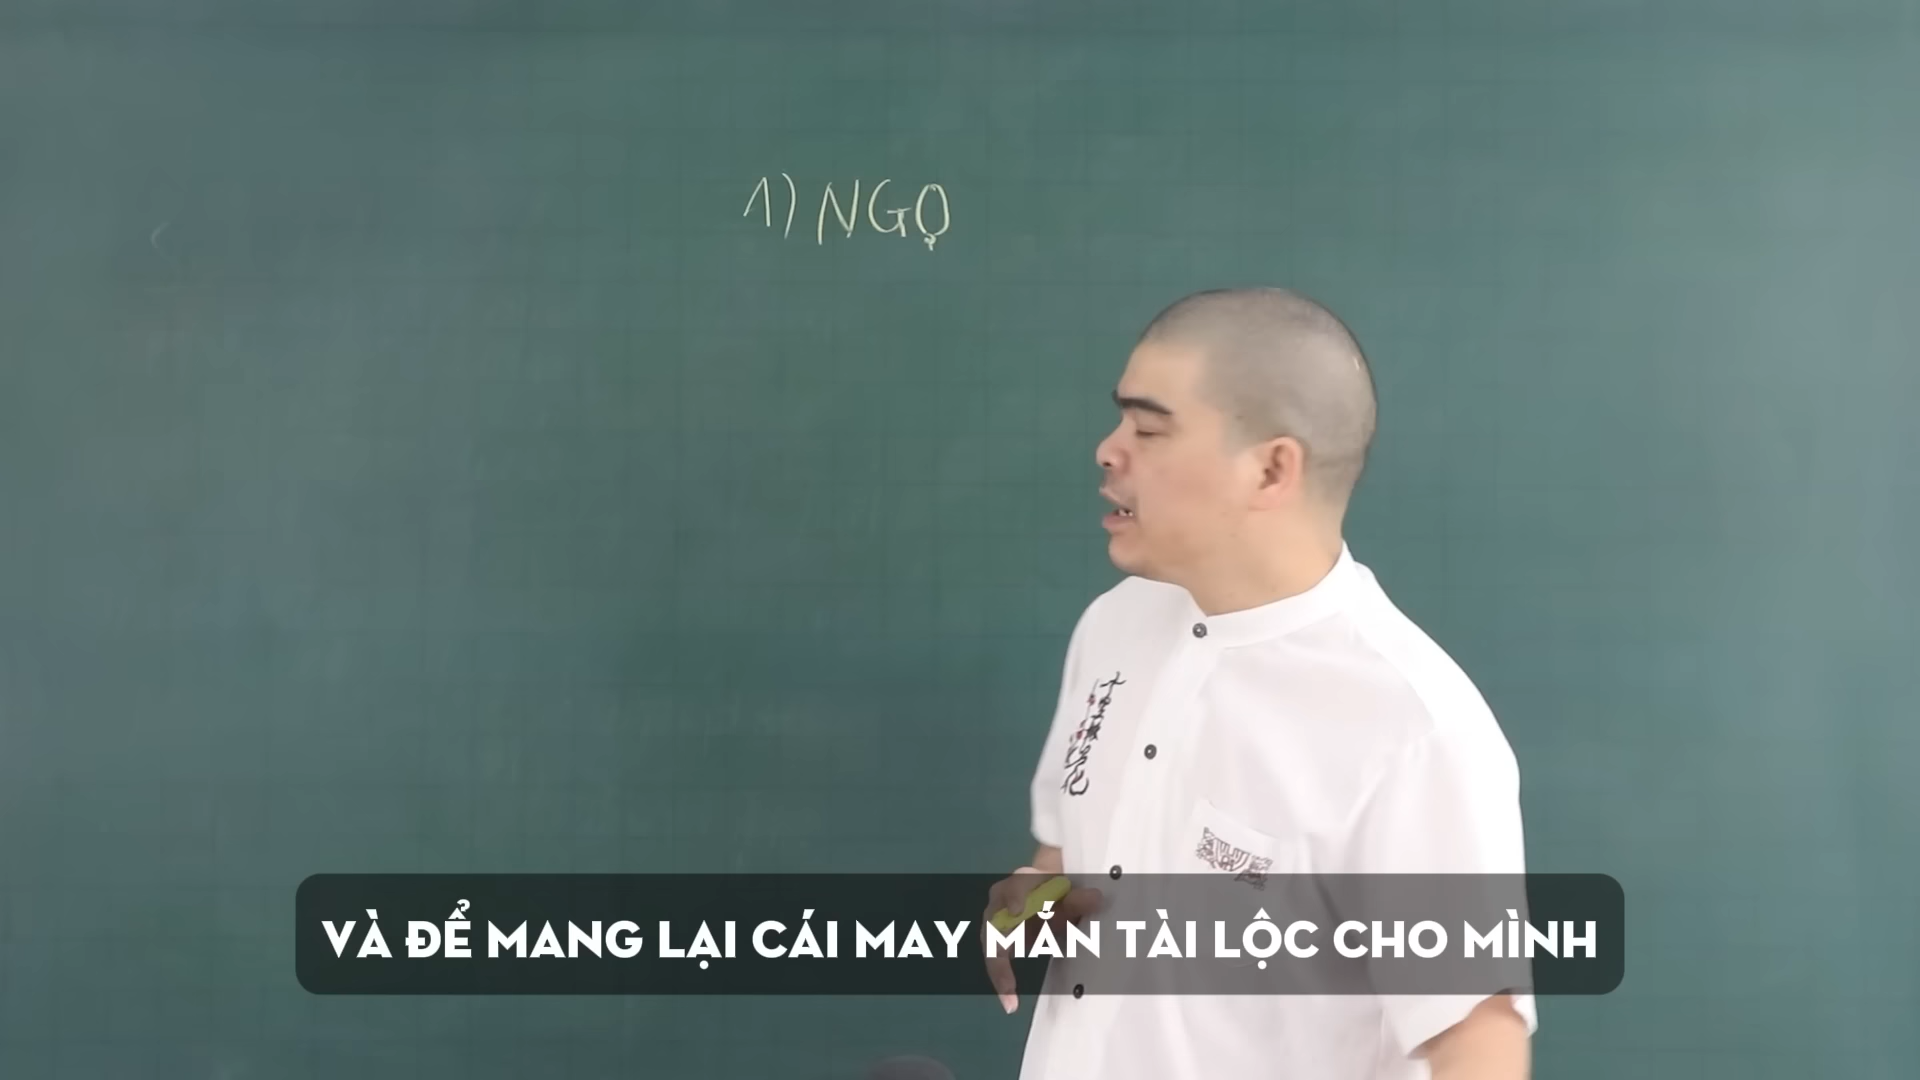 1) NGỌ
VÀ ĐỂ MANG LẠI CÁI MAY MẮN TÀI LỘC CHO MÌNH